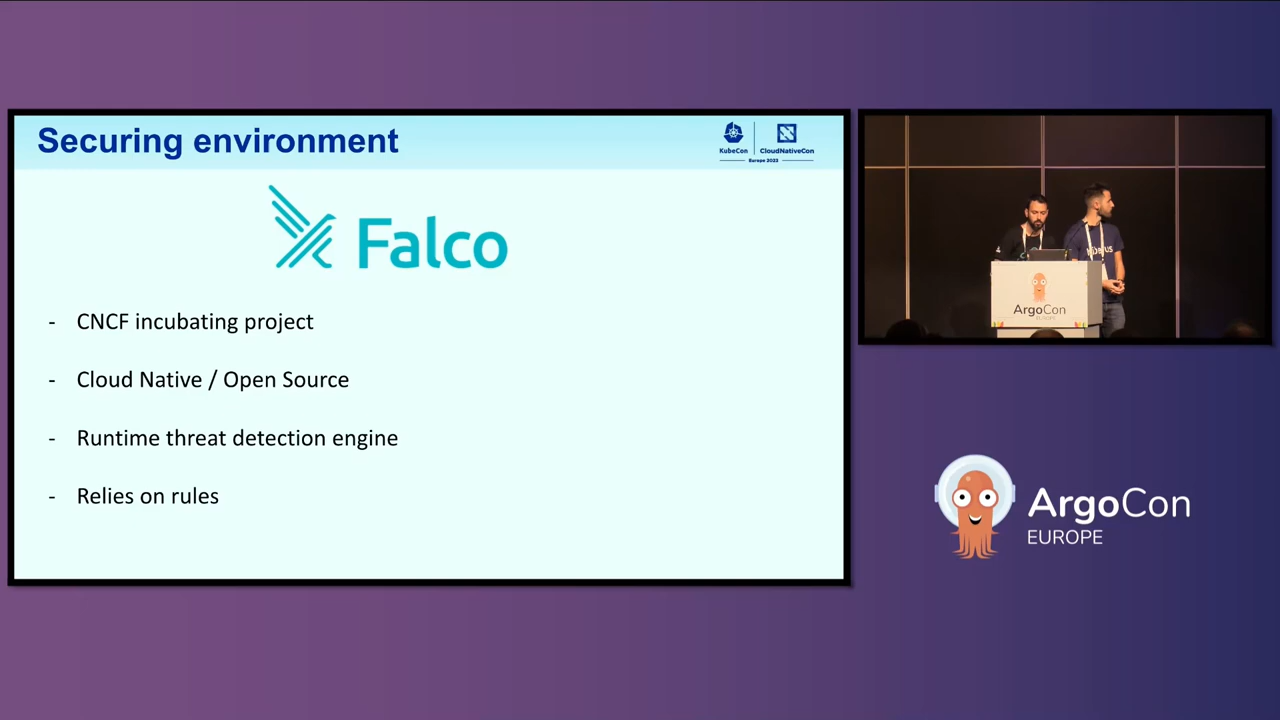 Securing environment
KubeCon
CloudNativeCon
Europe 2023
Falco
- CNCF incubating project
- Cloud Native / Open Source
- Runtime threat detection engine
- Relies on rules
ArgoCon
EUROPE
ArgoCon
EUROPE